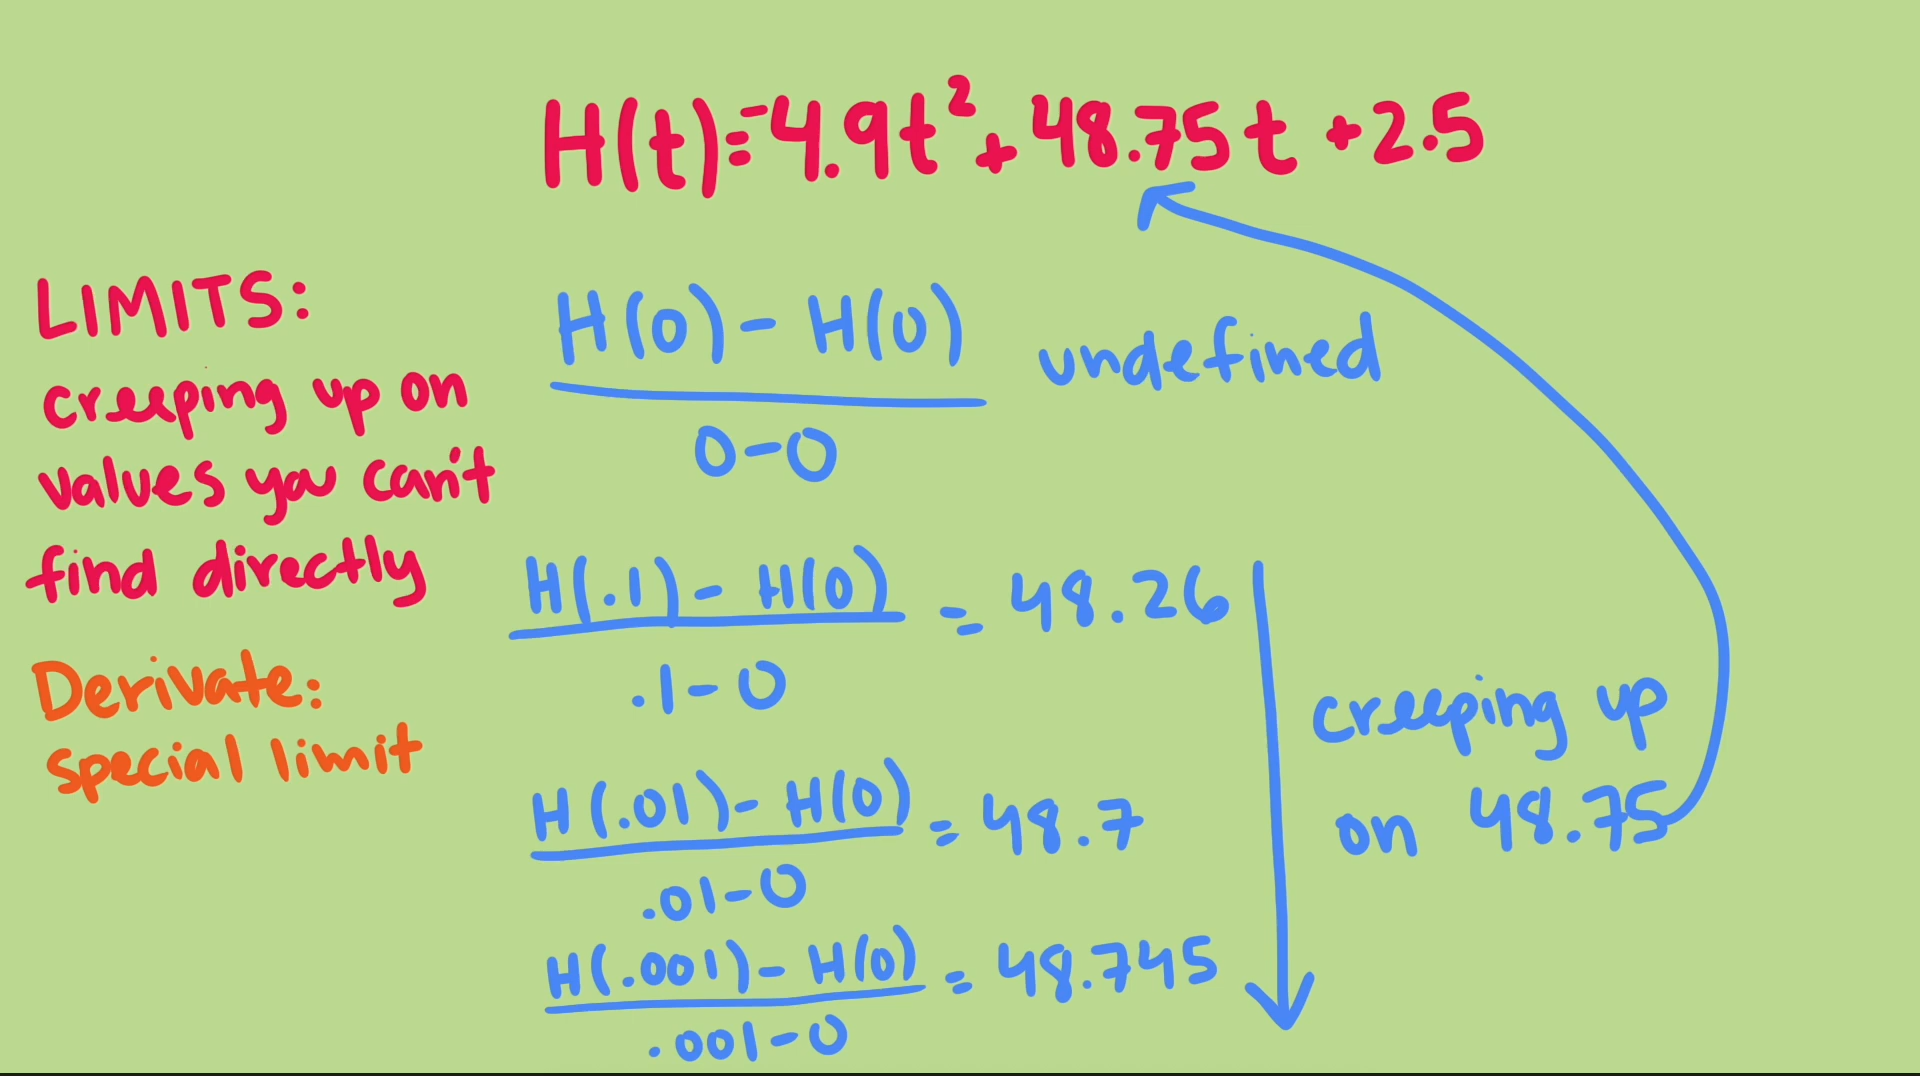 H(t)=-4.9t²+48.75t+2.5
LIMITS:
creeping up on
values you can't
find directly
Derivate:
special limit
H(0)-H(0)
0-0
undefined
H(.1)-H(0)
.1-0
= 48.26
H(.01)-H(0)
.01-0
= 48.7
H(.001)-H(0)
.001-0
= 48.745
creeping up
on 48.75